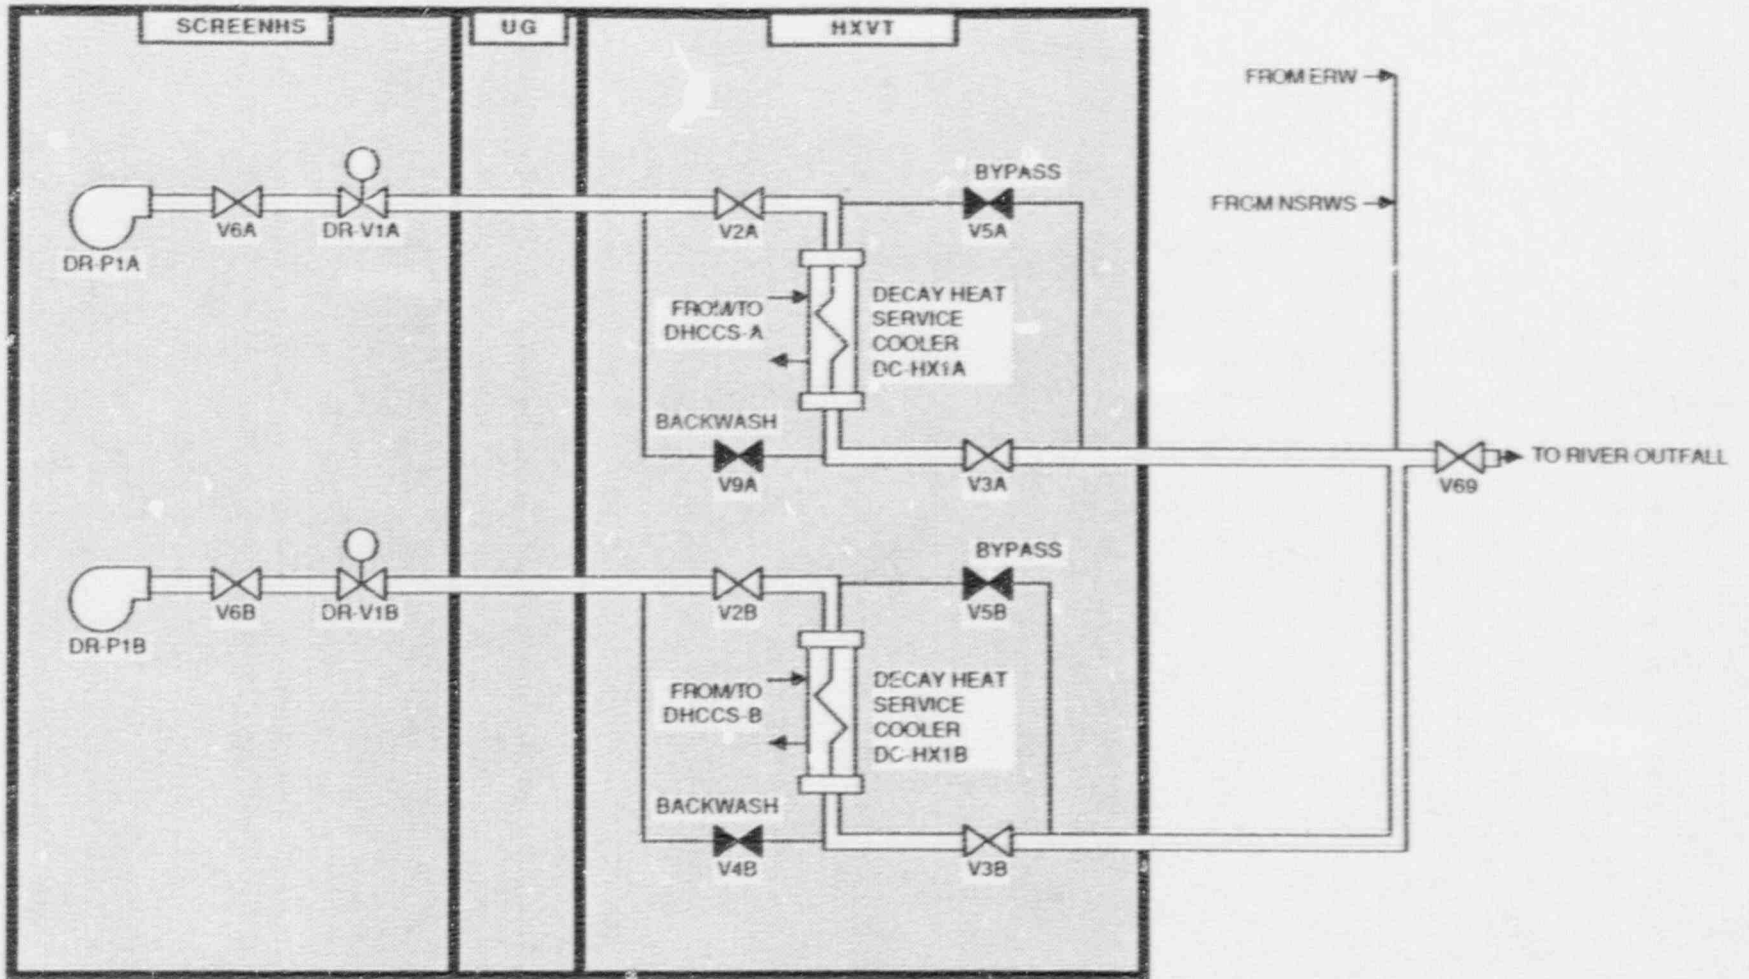 SCREENHS
UG
HXVT
FROM ERW
BYPASS
FROM NSRWS
V6A
DR-V1A
V2A
V5A
DR-P1A
FROM/TO
DHCCS-A
DECAY HEAT
SERVICE
COOLER
DC-HX1A
BACKWASH
V9A
V3A
TO RIVER OUTFALL
V69
BYPASS
V6B
DR-V1B
V2B
V5B
DR-P1B
FROM/TO
DHCCS-B
DECAY HEAT
SERVICE
COOLER
DC-HX1B
BACKWASH
V4B
V3B